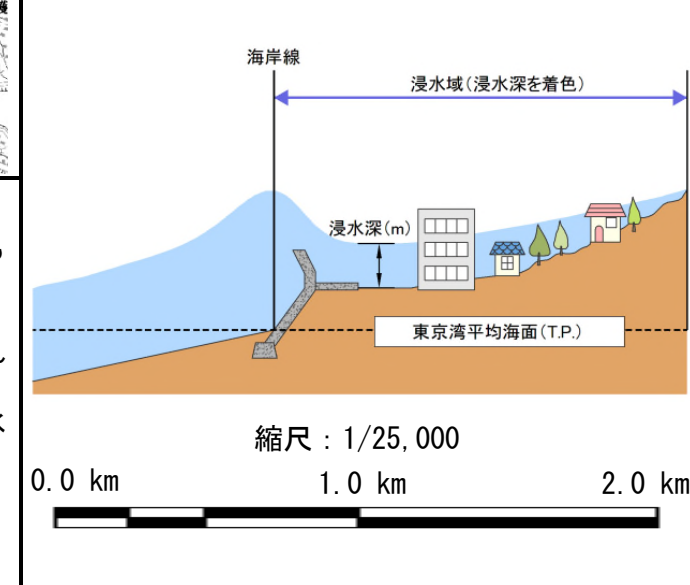 海岸線
浸水域(浸水深を着色)
浸水深(m)
東京湾平均海面(T.P.)
縮尺：1/25,000
0.0 km 1.0 km 2.0 km